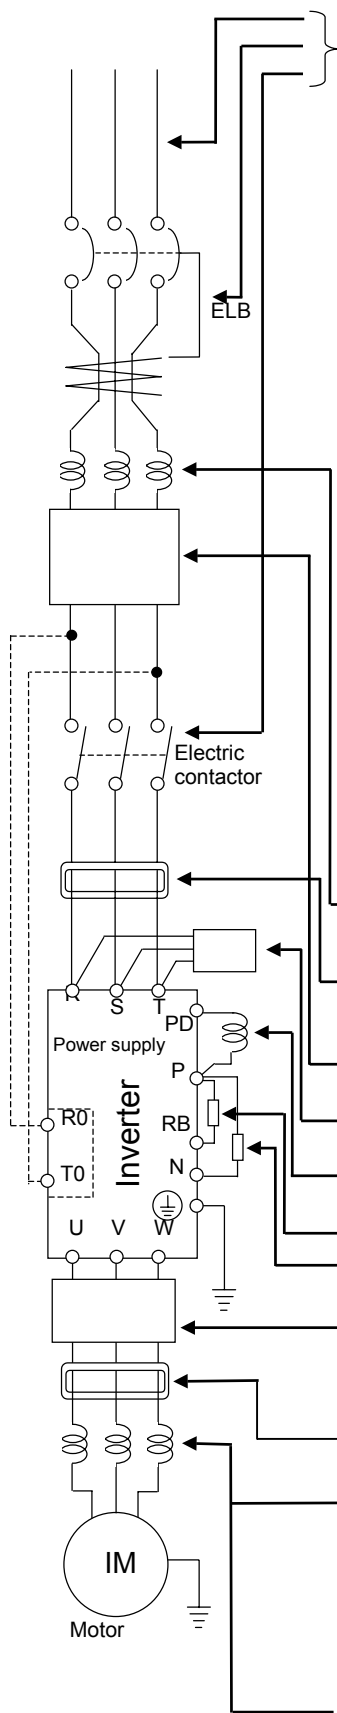 ELB
Electric
contactor
R S T
PD
Power supply
P
Inverter
R0
RB
T0
N
U V W
IM
Motor